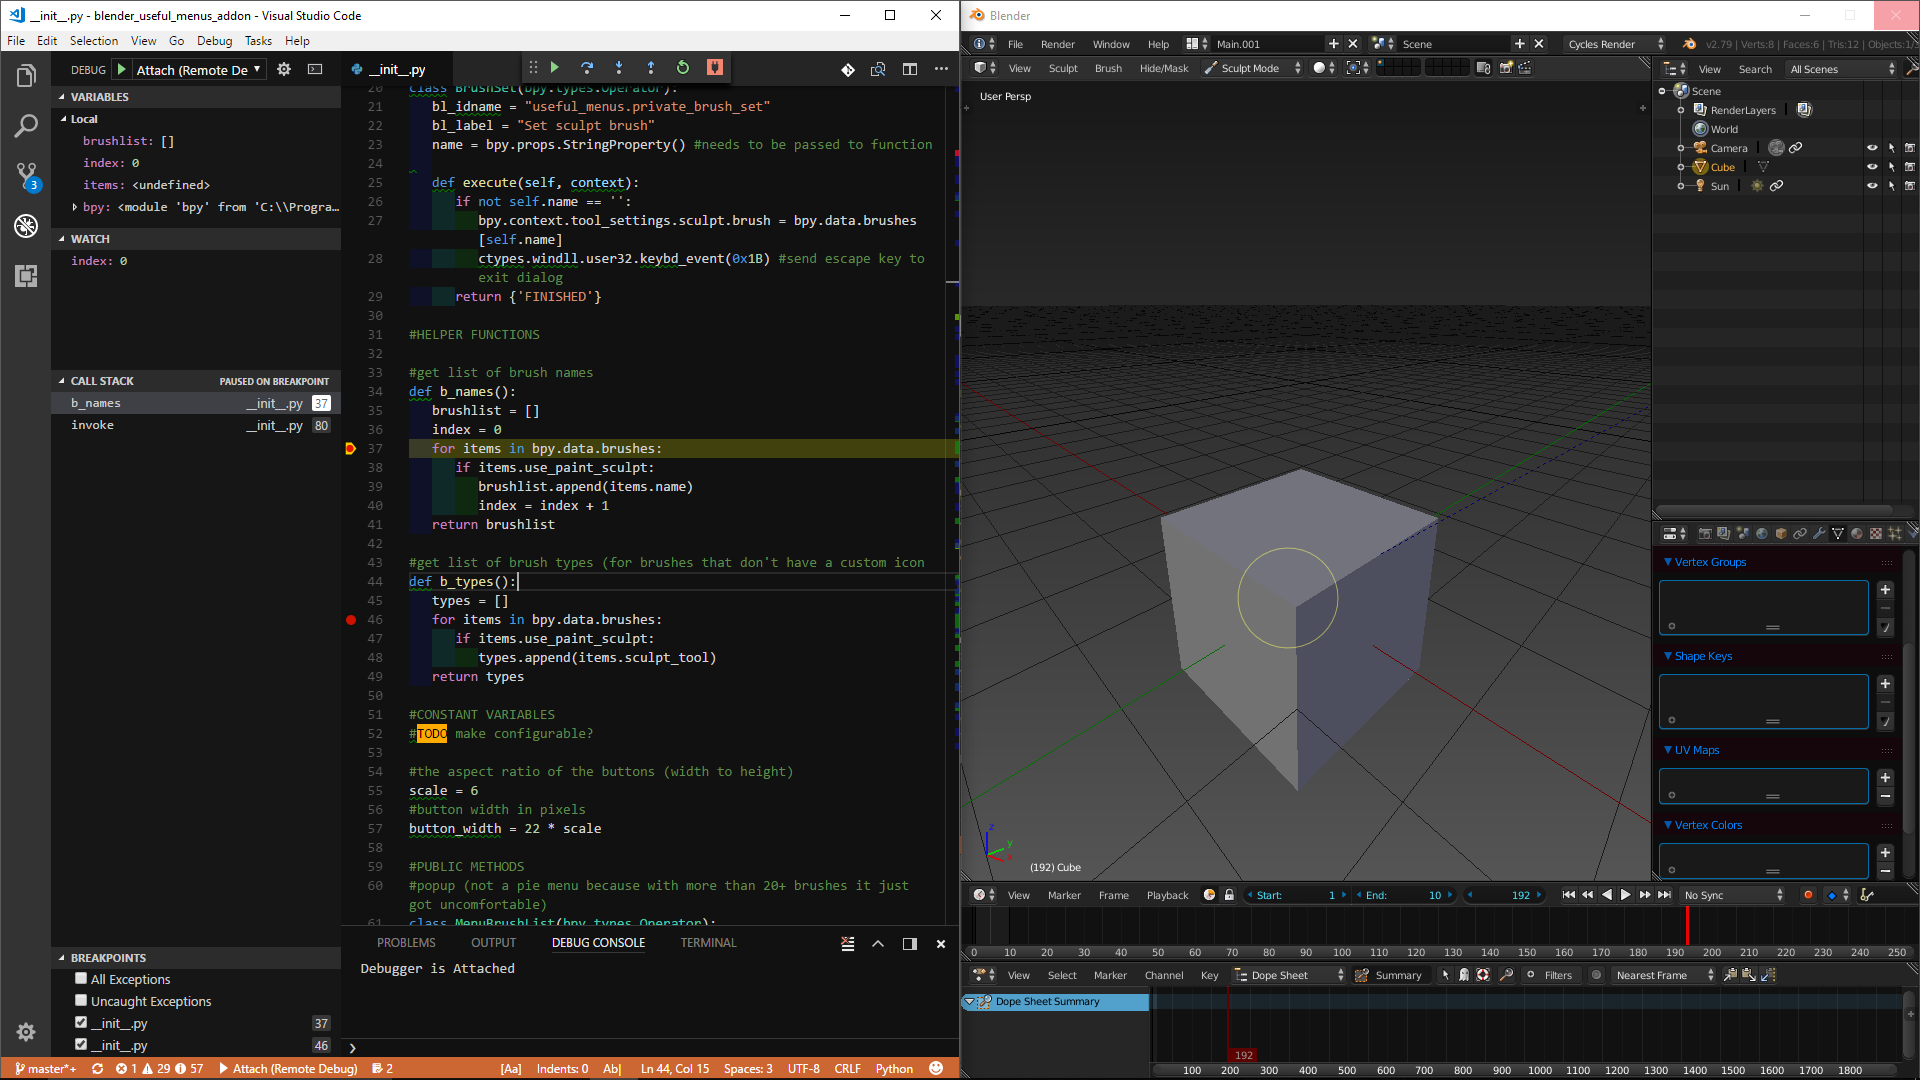 __init__.py - blender_useful_menus_addon - Visual Studio Code
File Edit Selection View Go Debug Tasks Help
DEBUG Attach (Remote De
VARIABLES
Local
brushlist: []
index: 0
items: <undefined>
bpy: <module 'bpy' from 'C:\\Progra...
WATCH
index: 0
CALL STACK PAUSED ON BREAKPOINT
b_names __init__.py 37
invoke __init__.py 80
BREAKPOINTS
All Exceptions
Uncaught Exceptions
__init__.py 37
__init__.py 46
3
__init__.py
20 class BrushSet(bpy.types.Operator):
21 bl_idname = "useful_menus.private_brush_set"
22 bl_label = "Set sculpt brush"
23 name = bpy.props.StringProperty() #needs to be passed to function
24
25 def execute(self, context):
26 if not self.name == '':
27 bpy.context.tool_settings.sculpt.brush = bpy.data.brushes
[self.name]
28 ctypes.windll.user32.keybd_event(0x1B) #send escape key to
exit dialog
29 return {'FINISHED'}
30
31 #HELPER FUNCTIONS
32
33 #get list of brush names
34 def b_names():
35 brushlist = []
36 index = 0
37 for items in bpy.data.brushes:
38 if items.use_paint_sculpt:
39 brushlist.append(items.name)
40 index = index + 1
41 return brushlist
42
43 #get list of brush types (for brushes that don't have a custom icon
44 def b_types():
45 types = []
46 for items in bpy.data.brushes:
47 if items.use_paint_sculpt:
48 types.append(items.sculpt_tool)
49 return types
50
51 #CONSTANT VARIABLES
52 #TODO make configurable?
53
54 #the aspect ratio of the buttons (width to height)
55 scale = 6
56 #button width in pixels
57 button_width = 22 * scale
58
59 #PUBLIC METHODS
60 #popup (not a pie menu because with more than 20+ brushes it just
got uncomfortable)
61 class MenuBrushList(bpy.types.Operator):
PROBLEMS OUTPUT DEBUG CONSOLE TERMINAL
Debugger is Attached
master*+ 1 29 57 Attach (Remote Debug) 2 [Aa] Indents: 0 Ab| Ln 44, Col 15 Spaces: 3 UTF-8 CRLF Python
Blender
File Render Window Help Main.001 Scene Cycles Render v2.79 | Verts:8 | Faces:6 | Tris:12 | Objects:1/
View Sculpt Brush Hide/Mask Sculpt Mode
User Persp
z
y
x
(192) Cube
View Search All Scenes
Scene
RenderLayers
World
Camera
Cube
Sun
Vertex Groups
Shape Keys
UV Maps
Vertex Colors
View Marker Frame Playback Start: 1 End: 10 192 No Sync
0 10 20 30 40 50 60 70 80 90 100 110 120 130 140 150 160 170 180 190 200 210 220 230 240 250
View Select Marker Channel Key Dope Sheet Summary Filters Nearest Frame
Dope Sheet Summary
192
100 200 300 400 500 600 700 800 900 1000 1100 1200 1300 1400 1500 1600 1700 1800